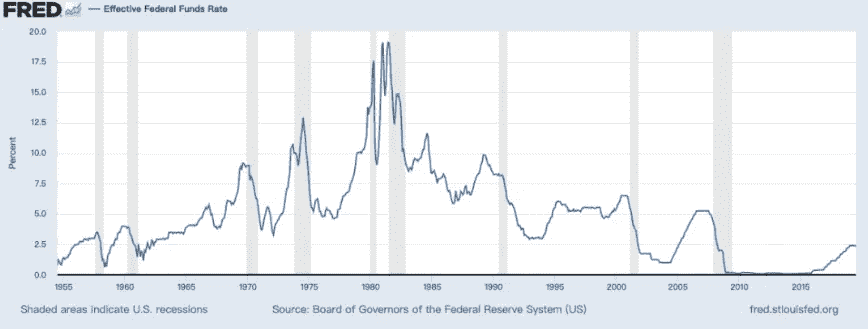 FRED — Effective Federal Funds Rate
20.0
17.5
15.0
12.5
10.0
7.5
5.0
2.5
0.0
Percent
1955 1960 1965 1970 1975 1980 1985 1990 1995 2000 2005 2010 2015
Shaded areas indicate U.S. recessions Source: Board of Governors of the Federal Reserve System (US) fred.stlouisfed.org